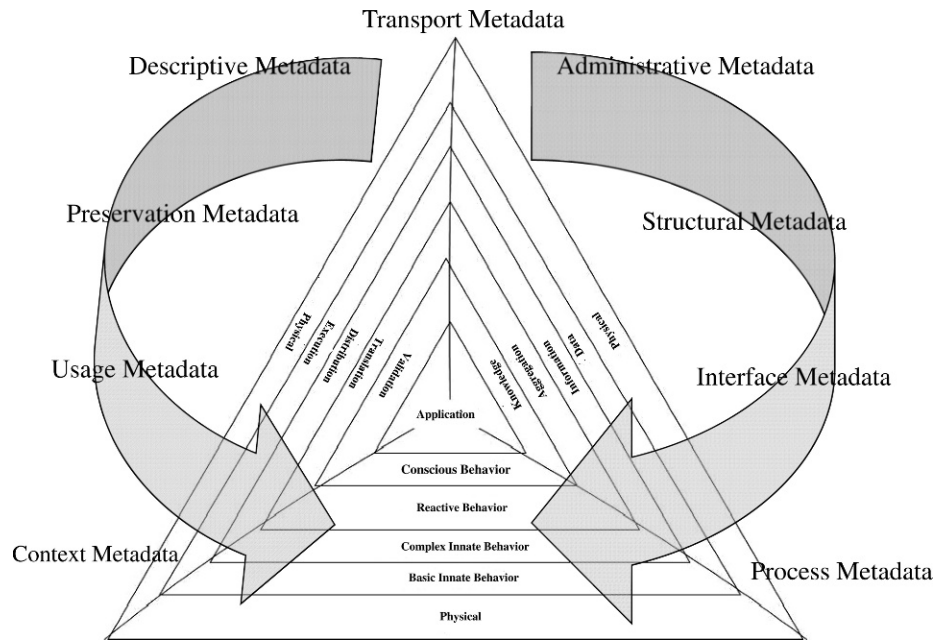 Transport Metadata
Descriptive Metadata
Administrative Metadata
Preservation Metadata
Structural Metadata
Physical
Execution
Distribution
Translation
Validation
Physical
Data
Information
Aggregation
Knowledge
Usage Metadata
Interface Metadata
Application
Conscious Behavior
Reactive Behavior
Complex Innate Behavior
Context Metadata
Basic Innate Behavior
Process Metadata
Physical